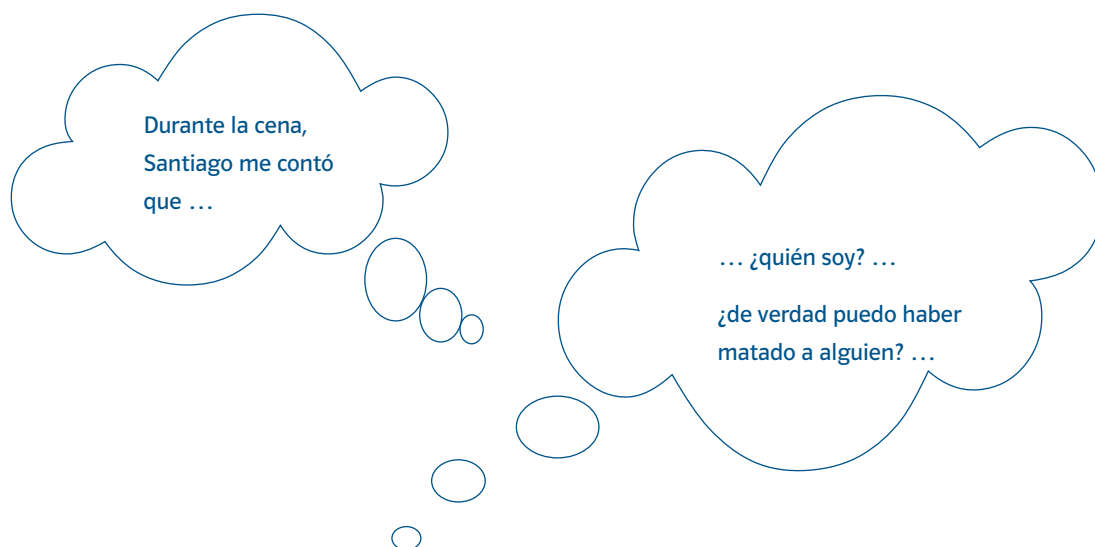 Durante la cena,
Santiago me contó
que …
… ¿quién soy? …
¿de verdad puedo haber
matado a alguien? …